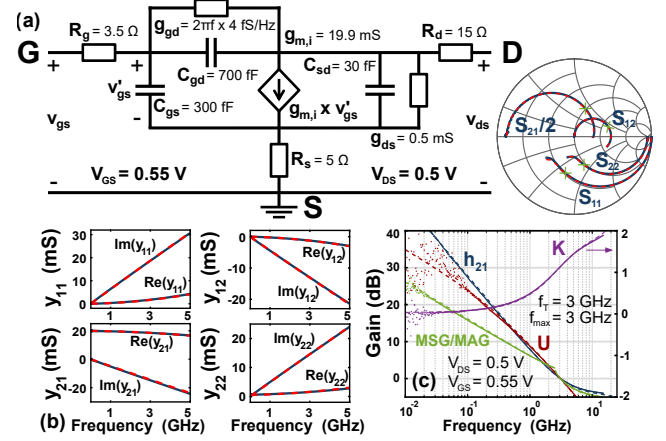 (a)
g_gd = 2πf x 4 fS/Hz
G
R_g = 3.5 Ω
g_m,i = 19.9 mS
R_d = 15 Ω
D
+
+
+
C_gd = 700 fF
C_sd = 30 fF
v'_gs
C_gs = 300 fF
g_m,i x v'_gs
v_gs
-
g_ds = 0.5 mS
v_ds
R_s = 5 Ω
V_GS = 0.55 V
V_DS = 0.5 V
-
-
S
S_21/2
S_12
S_22
S_11
y_11 (mS)
30
20
10
0
Im(y_11)
Re(y_11)
1 3 5
y_12 (mS)
0
-10
-20
Re(y_12)
Im(y_12)
1 3 5
y_21 (mS)
20
0
-20
Re(y_21)
Im(y_21)
1 3 5
y_22 (mS)
20
10
0
Im(y_22)
Re(y_22)
1 3 5
(b)
Frequency (GHz)
Gain (dB)
40
30
20
10
0
h_21
K
2
1
0
-1
-2
f_T = 3 GHz
f_max = 3 GHz
MSG/MAG
U
V_DS = 0.5 V
V_GS = 0.55 V
(c)
10^-2 10^-1 10^0 10^1
Frequency (GHz)